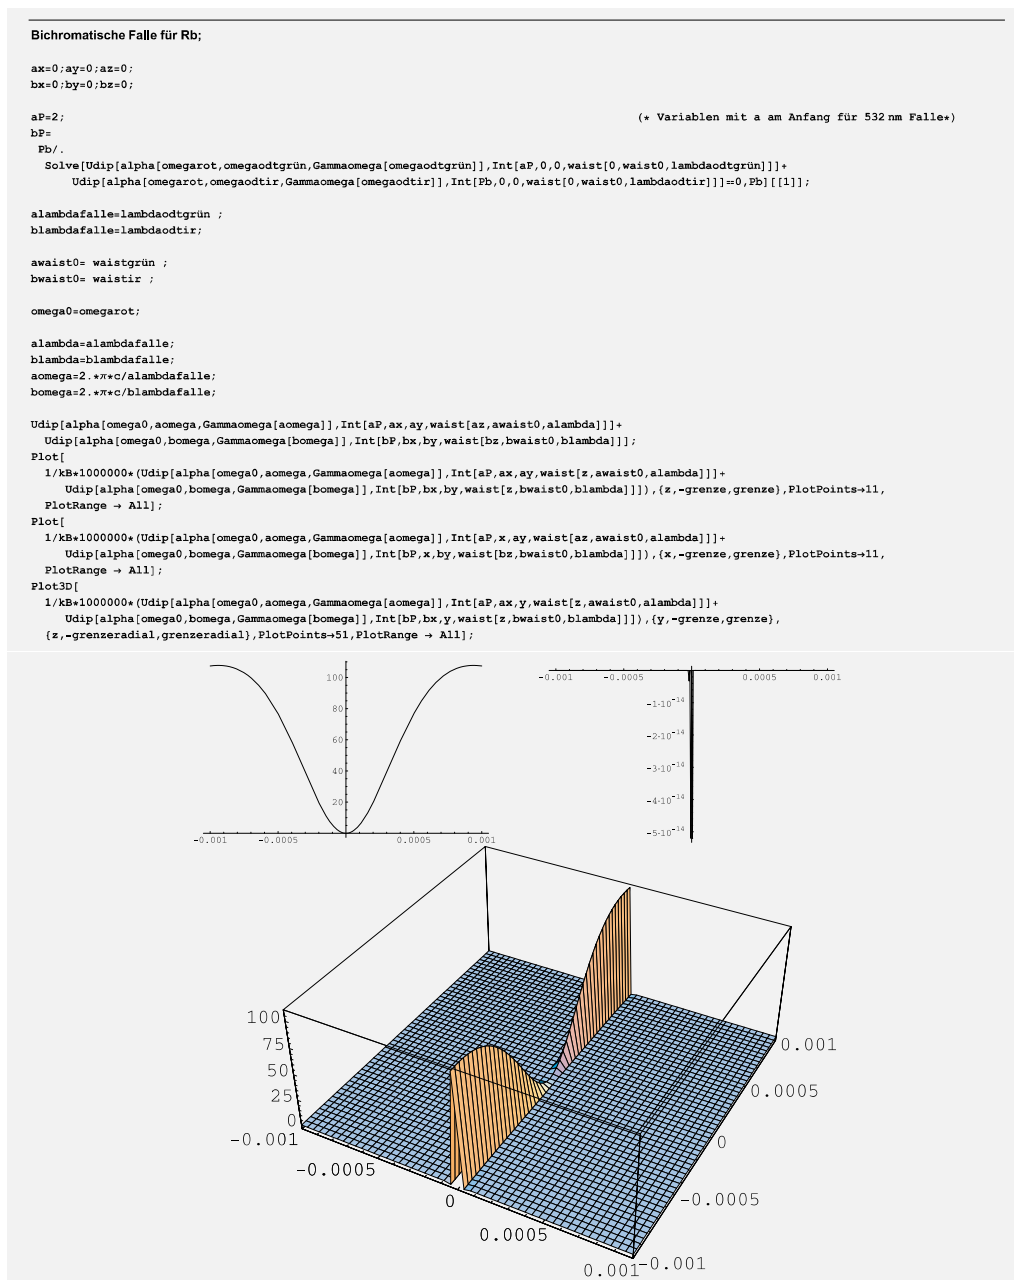 Bichromatische Falle für Rb;
ax=0;ay=0;az=0;
bx=0;by=0;bz=0;
aP=2; (* Variablen mit a am Anfang für 532 nm Falle*)
bP=
Pb/.
Solve[Udip[alpha[omegarot,omegaodtgrün,Gammaomega[omegaodtgrün]],Int[aP,0,0,waist[0,waist0,lambdaodtgrün]]]+
Udip[alpha[omegarot,omegaodtir,Gammaomega[omegaodtir]],Int[Pb,0,0,waist[0,waist0,lambdaodtir]]]==0,Pb][[1]];
alambdafalle=lambdaodtgrün ;
blambdafalle=lambdaodtir;
awaist0= waistgrün ;
bwaist0= waistir ;
omega0=omegarot;
alambda=alambdafalle;
blambda=blambdafalle;
aomega=2.*π*c/alambdafalle;
bomega=2.*π*c/blambdafalle;
Udip[alpha[omega0,aomega,Gammaomega[aomega]],Int[aP,ax,ay,waist[az,awaist0,alambda]]]+
Udip[alpha[omega0,bomega,Gammaomega[bomega]],Int[bP,bx,by,waist[bz,bwaist0,blambda]]];
Plot[
1/kB*1000000*(Udip[alpha[omega0,aomega,Gammaomega[aomega]],Int[aP,ax,ay,waist[z,awaist0,alambda]]]+
Udip[alpha[omega0,bomega,Gammaomega[bomega]],Int[bP,bx,by,waist[z,bwaist0,blambda]]]),{z,-grenze,grenze},PlotPoints→11,
PlotRange → All];
Plot[
1/kB*1000000*(Udip[alpha[omega0,aomega,Gammaomega[aomega]],Int[aP,x,ay,waist[az,awaist0,alambda]]]+
Udip[alpha[omega0,bomega,Gammaomega[bomega]],Int[bP,x,by,waist[bz,bwaist0,blambda]]]),{x,-grenze,grenze},PlotPoints→11,
PlotRange → All];
Plot3D[
1/kB*1000000*(Udip[alpha[omega0,aomega,Gammaomega[aomega]],Int[aP,ax,y,waist[z,awaist0,alambda]]]+
Udip[alpha[omega0,bomega,Gammaomega[bomega]],Int[bP,bx,y,waist[z,bwaist0,blambda]]]),{y,-grenze,grenze},
{z,-grenzeradial,grenzeradial},PlotPoints→51,PlotRange → All];
100
80
60
40
20
-0.001 -0.0005 0.0005 0.001
-0.001 -0.0005 0.0005 0.001
-1·10^-14
-2·10^-14
-3·10^-14
-4·10^-14
-5·10^-14
100
75
50
25
0
-0.001
-0.0005
0
0.0005
0.001
-0.001
-0.0005
0
0.0005
0.001